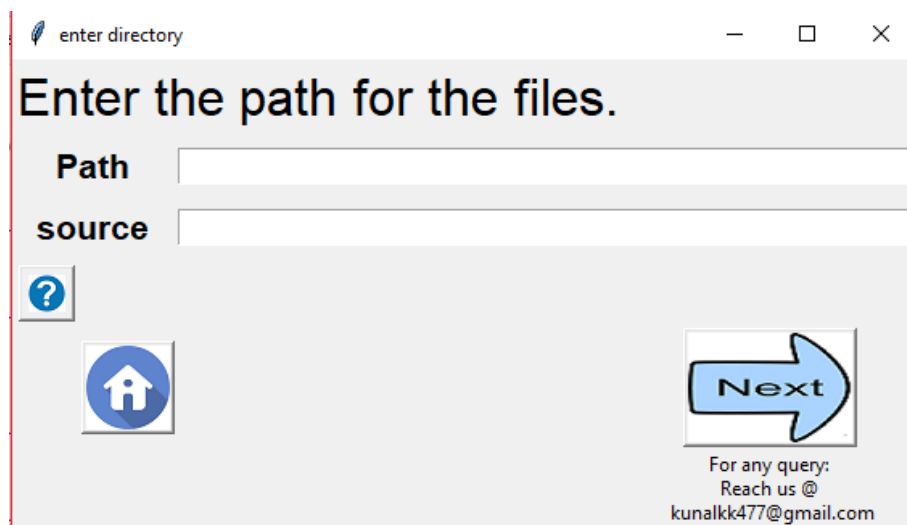 enter directory
Enter the path for the files.
Path
source
?
Next
For any query:
Reach us @
kunalkk477@gmail.com